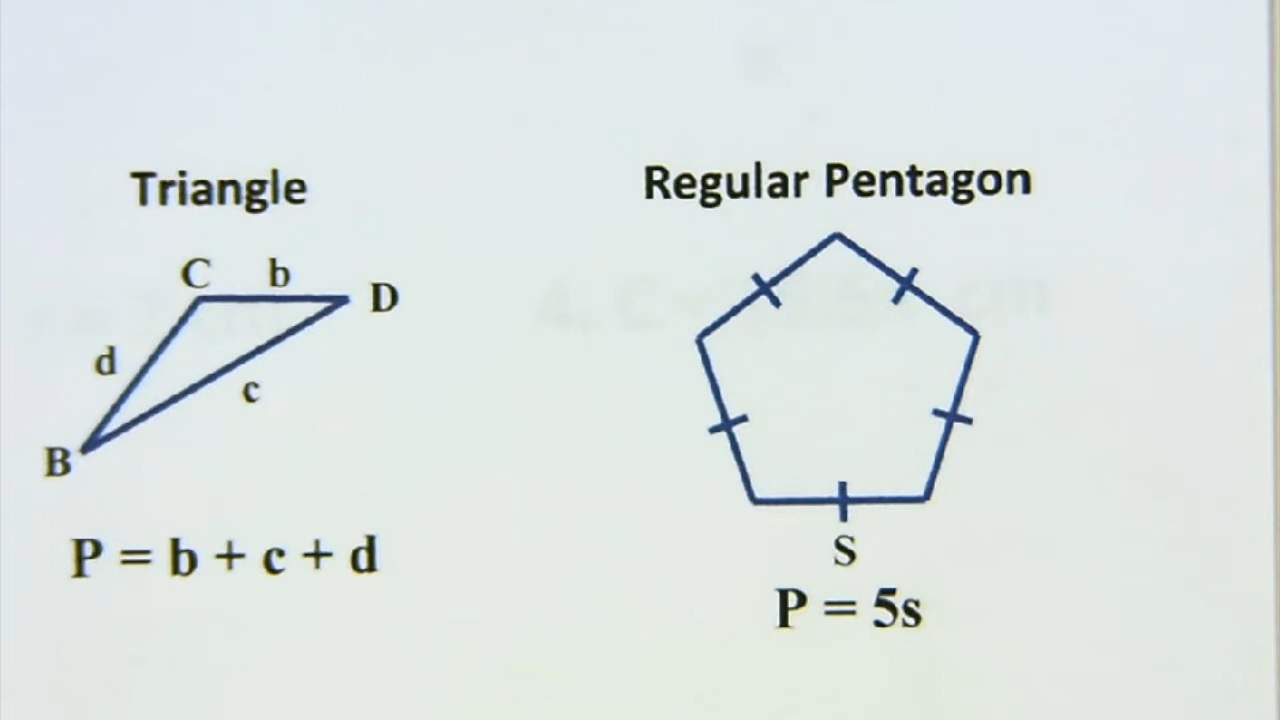 Triangle
C b
D
d
c
B
P = b + c + d
Regular Pentagon
S
P = 5s